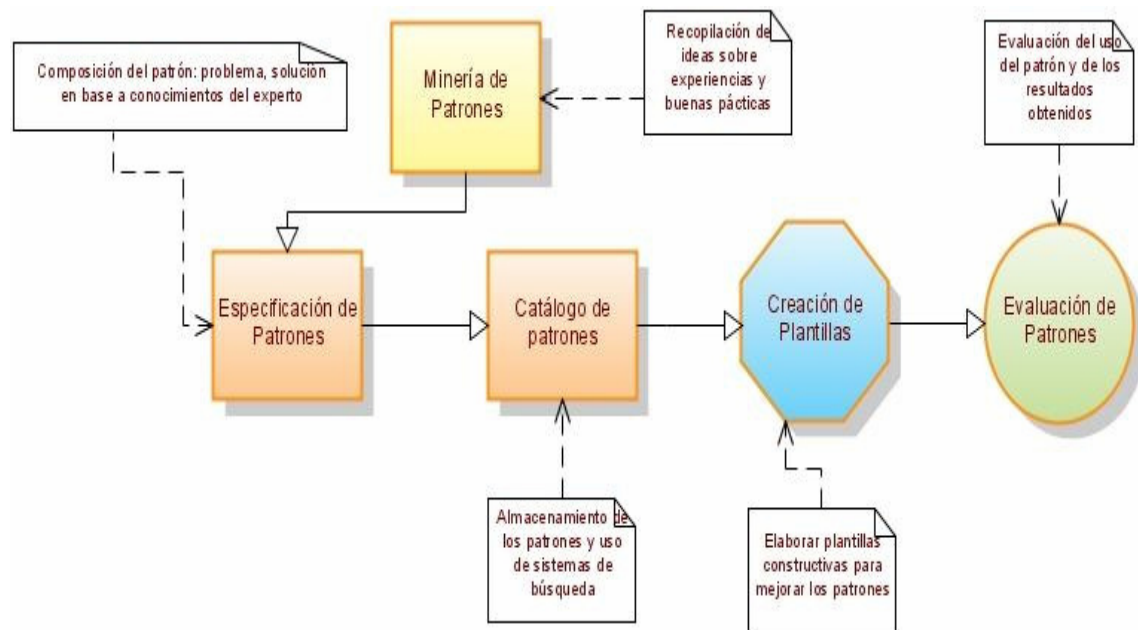 Composición del patrón: problema, solución
en base a conocimientos del experto
Minería de
Patrones
Recopilación de
ideas sobre
experiencias y
buenas pácticas
Evaluación del uso
del patrón y de los
resultados
obtenidos
Especificación de
Patrones
Catálogo de
patrones
Creación de
Plantillas
Evaluación de
Patrones
Almacenamiento de
los patrones y uso
de sistemas de
búsqueda
Elaborar plantillas
constructivas para
mejorar los patrones